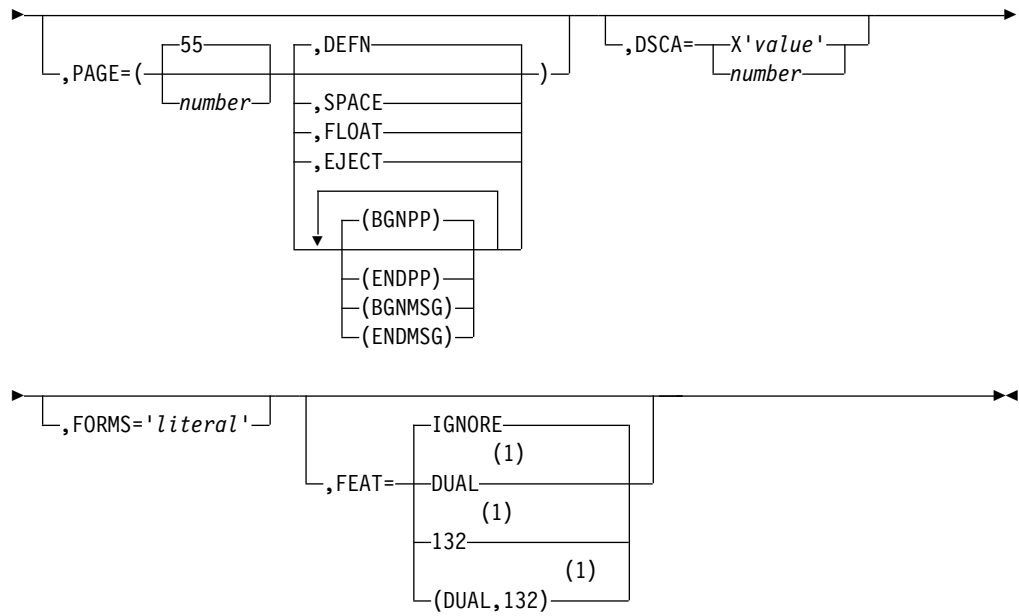 55
,DEFN
X'value'
,PAGE=(
)
,DSCA=
number
number
,SPACE
,FLOAT
,EJECT
(BGNPP)
(ENDPP)
(BGNMSG)
(ENDMSG)
,FORMS='literal'
IGNORE
(1)
,FEAT=
DUAL
(1)
132
(1)
(DUAL,132)